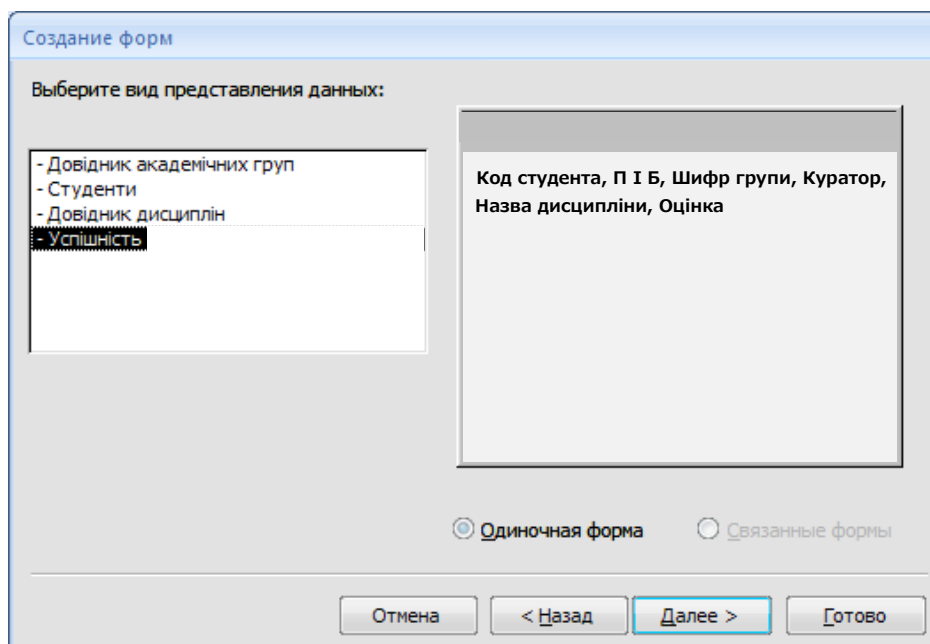 Создание форм
Выберите вид представления данных:
- Довідник академічних груп
- Студенти
- Довідник дисциплін
- Успішність
Код студента, П І Б, Шифр групи, Куратор,
Назва дисципліни, Оцінка
Одиночная форма
Связанные формы
Отмена
< Назад
Далее >
Готово